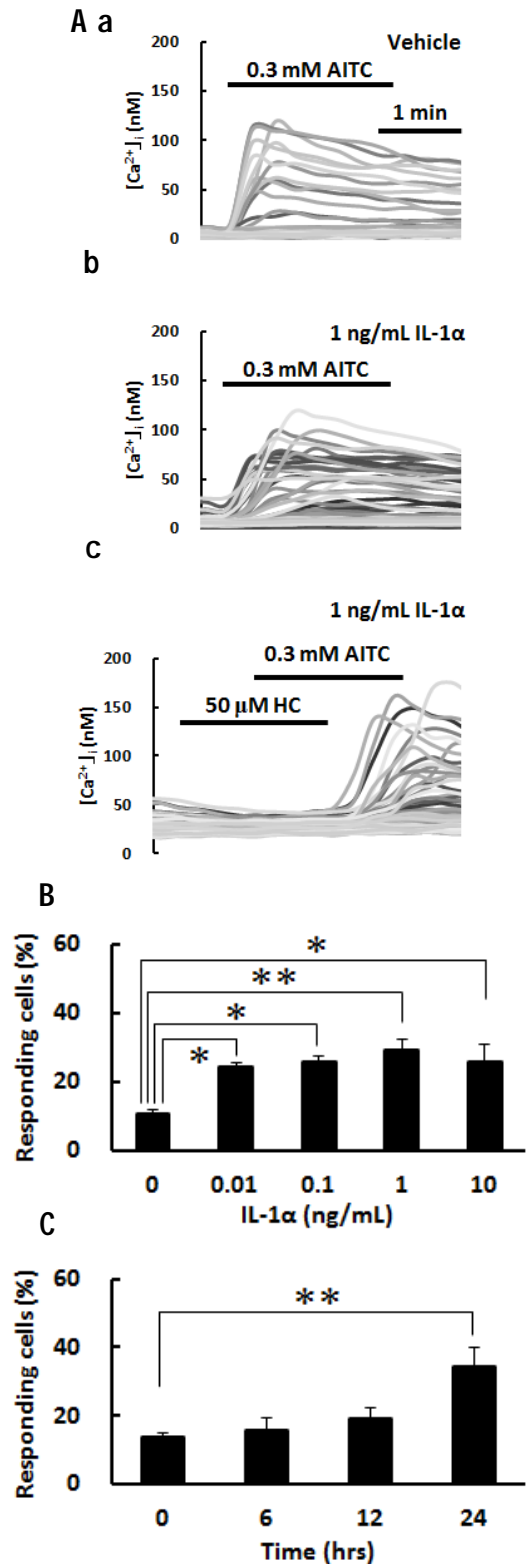 A a
Vehicle
0.3 mM AITC
1 min
[Ca²⁺]ᵢ (nM)
200
150
100
50
0
b
1 ng/mL IL-1α
0.3 mM AITC
[Ca²⁺]ᵢ (nM)
200
150
100
50
0
c
1 ng/mL IL-1α
0.3 mM AITC
50 μM HC
[Ca²⁺]ᵢ (nM)
200
150
100
50
0
B
Responding cells (%)
60
40
20
0
*
**
*
*
0 0.01 0.1 1 10
IL-1α (ng/mL)
C
Responding cells (%)
60
40
20
0
**
0 6 12 24
Time (hrs)